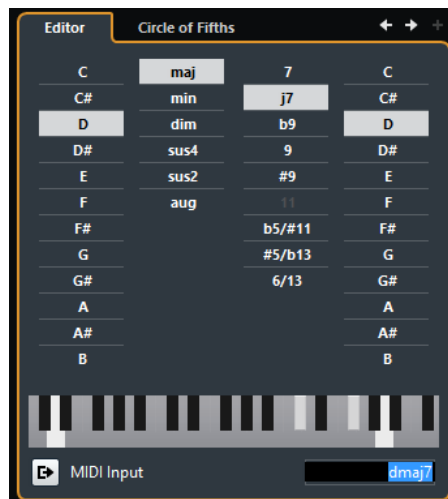 Editor Circle of Fifths
C maj 7 C
C# min j7 C#
D dim b9 D
D# sus4 9 D#
E sus2 #9 E
F aug 11 F
F# b5/#11 F#
G #5/b13 G
G# 6/13 G#
A A
A# A#
B B
MIDI Input dmaj7